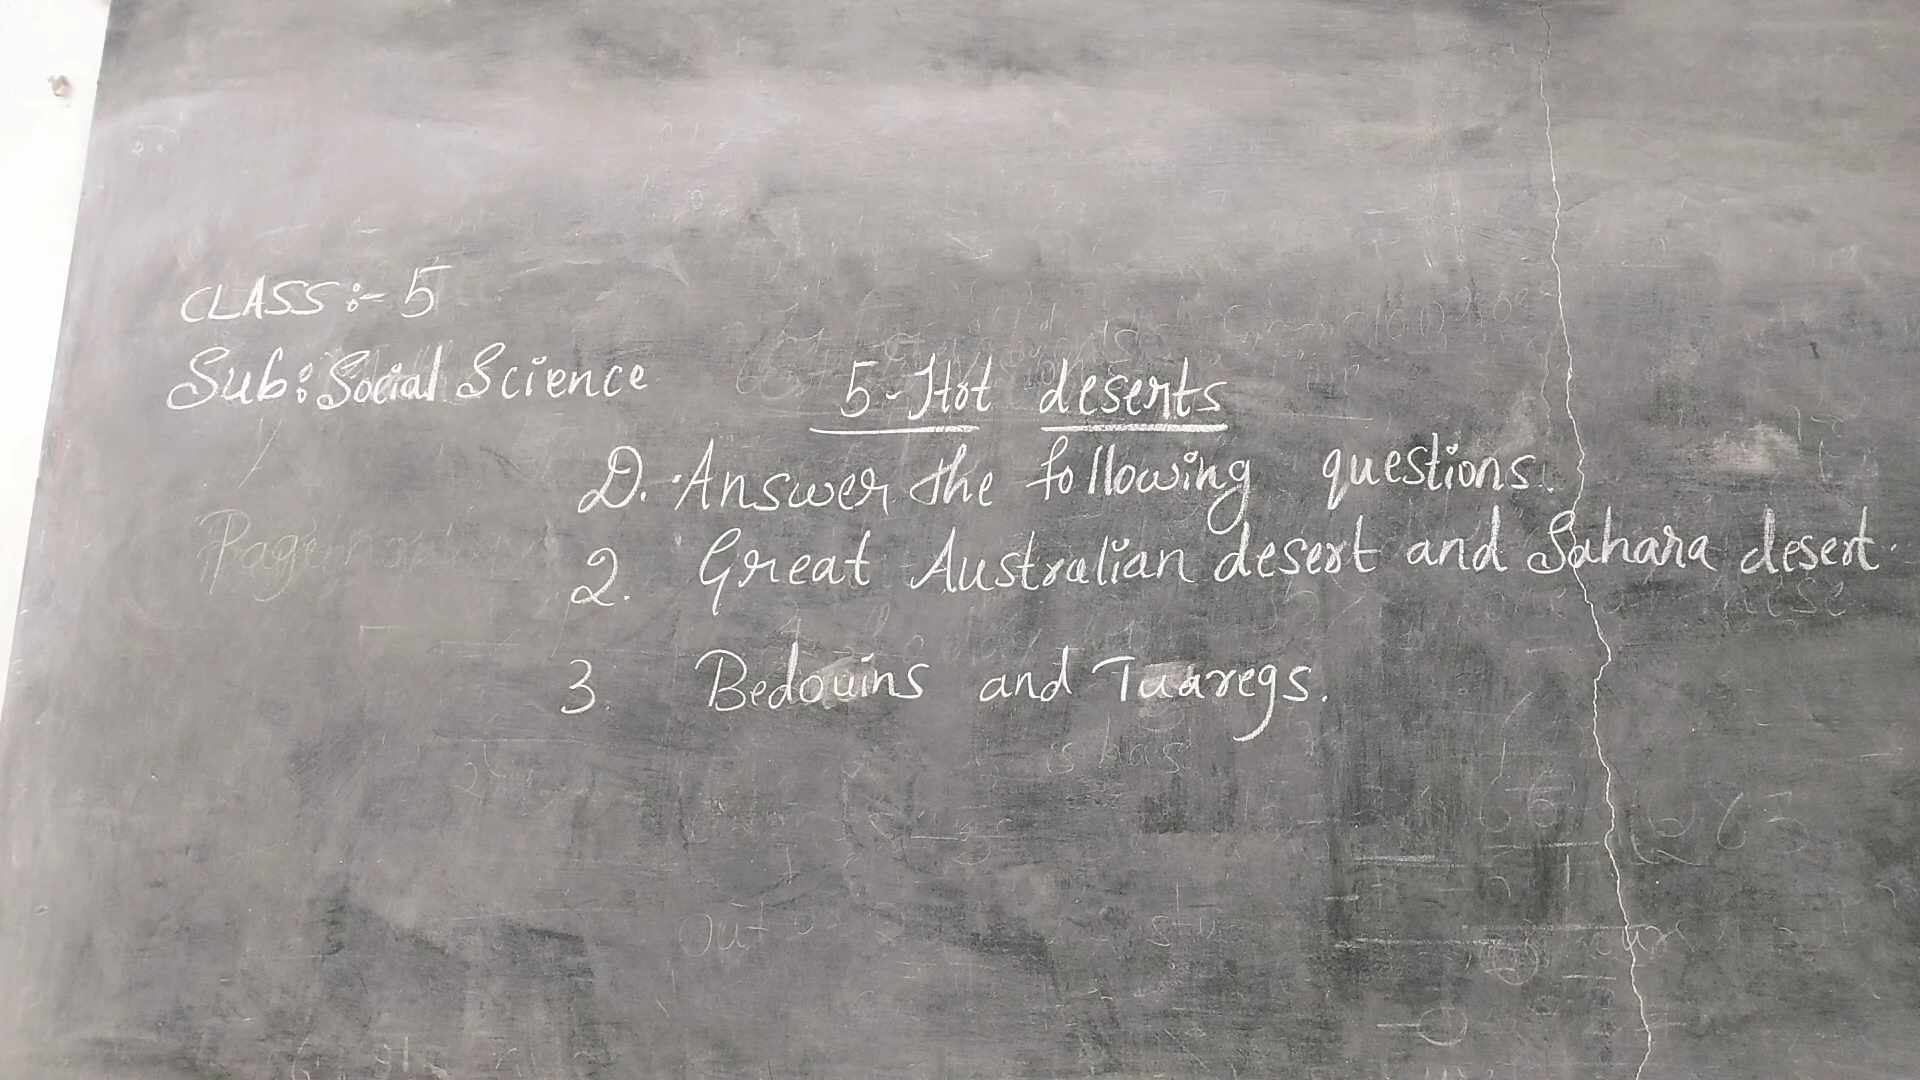 CLASS :- 5
Sub: Social Science
5-Hot deserts
D. Answer the following questions.
2. Great Australian desert and Sahara desert.
3. Bedouins and Tuaregs.